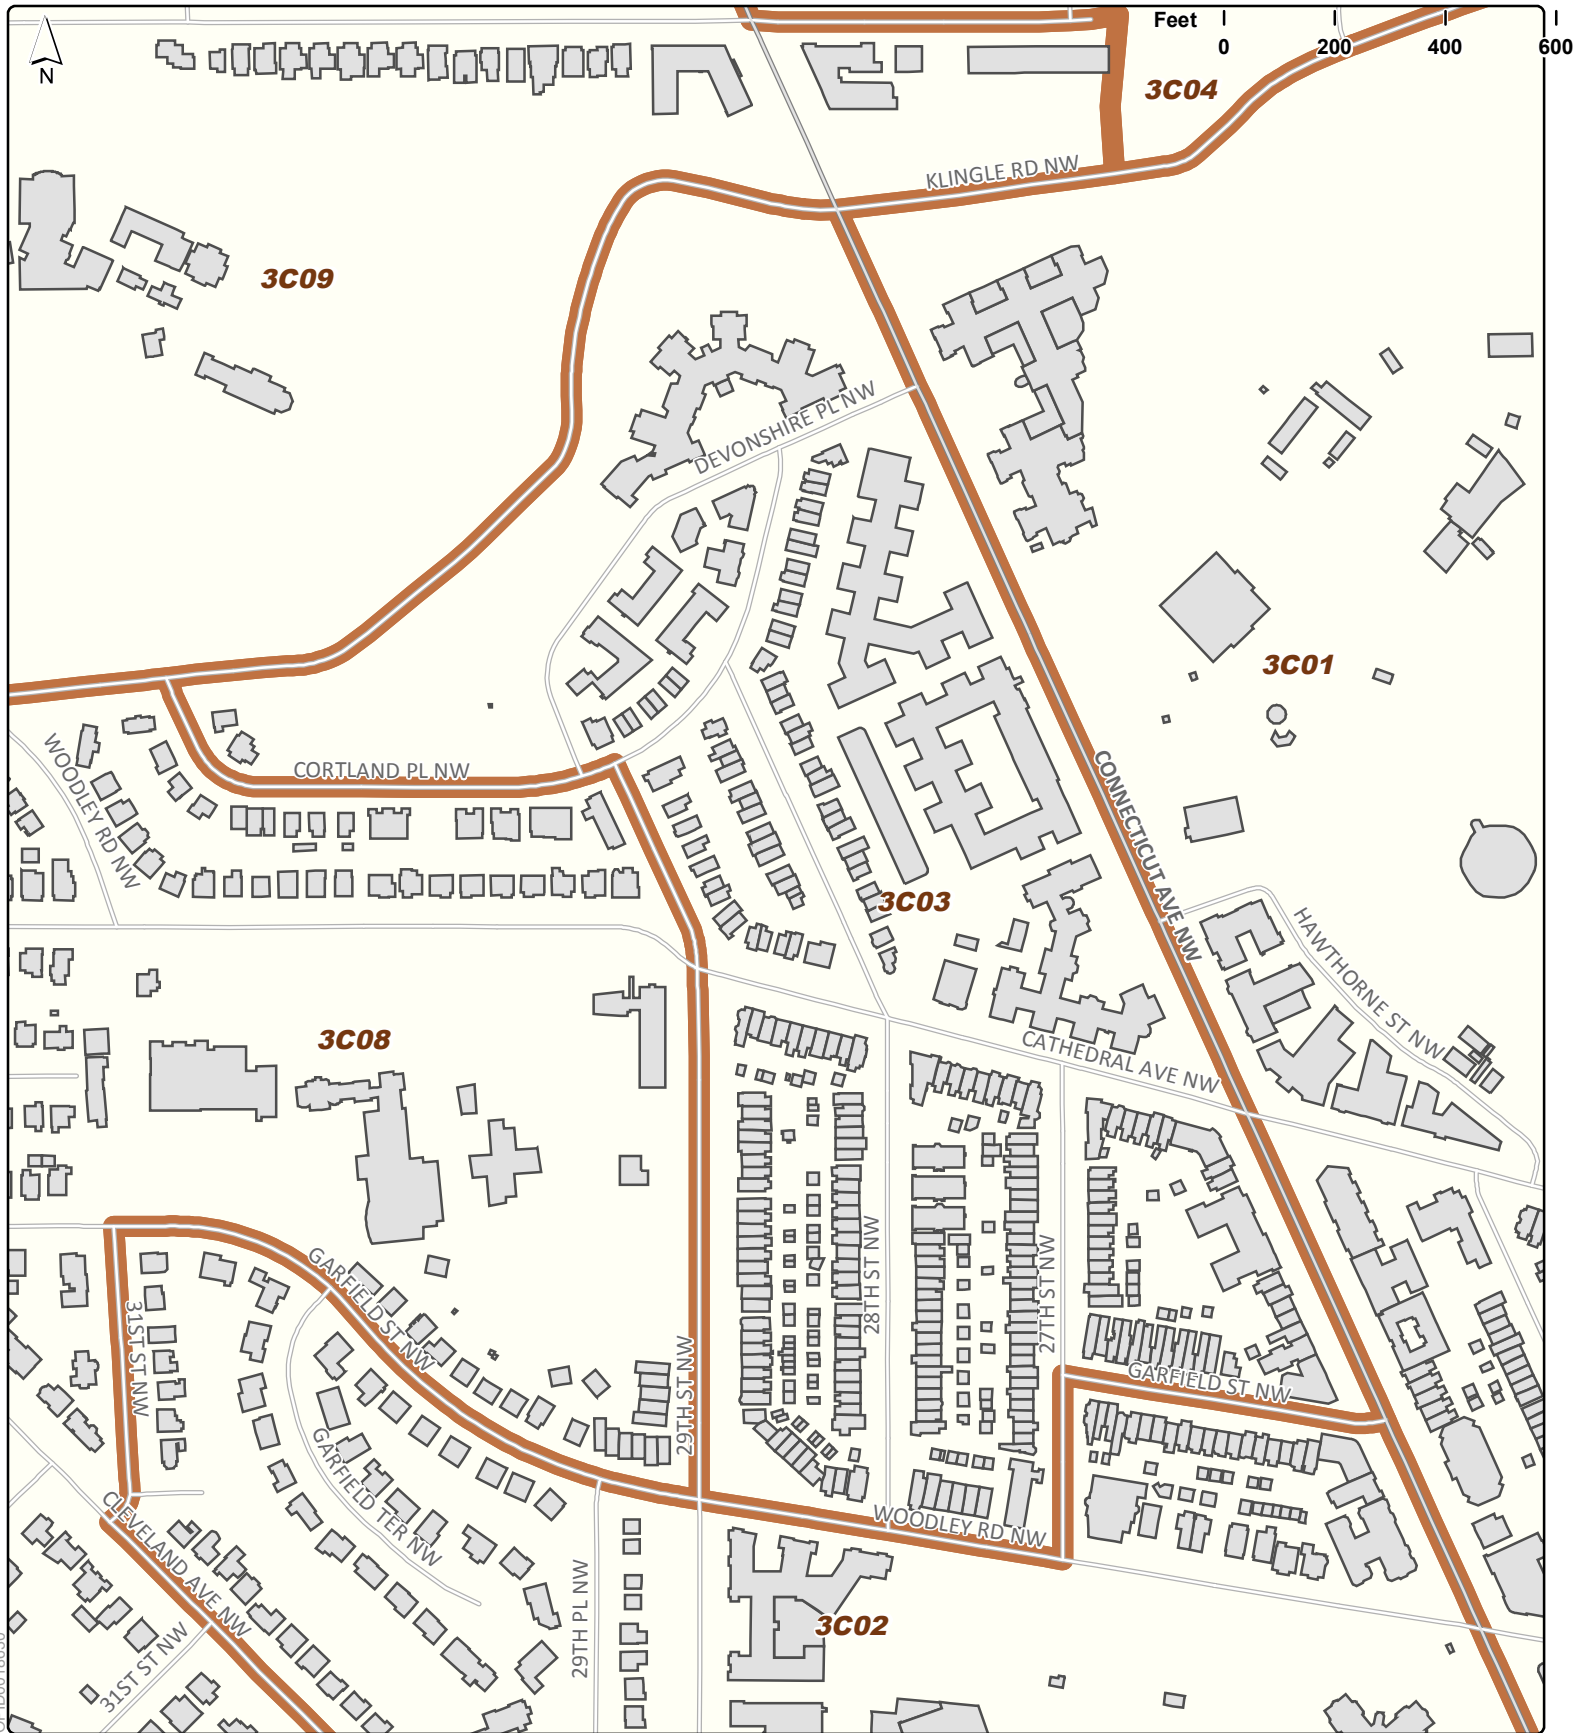 Feet
0 200 400 600
N
3C04
KLINGLE RD NW
3C09
DEVONSHIRE PL NW
3C01
WOODLEY RD NW
CORTLAND PL NW
CONNECTICUT AVE NW
3C03
HAWTHORNE ST NW
3C08
CATHEDRAL AVE NW
GARFIELD ST NW
28TH ST NW
27TH ST NW
31ST ST NW
29TH ST NW
GARFIELD ST NW
GARFIELD TER NW
CLEVELAND AVE NW
WOODLEY RD NW
29TH PL NW
3C02
31ST ST NW